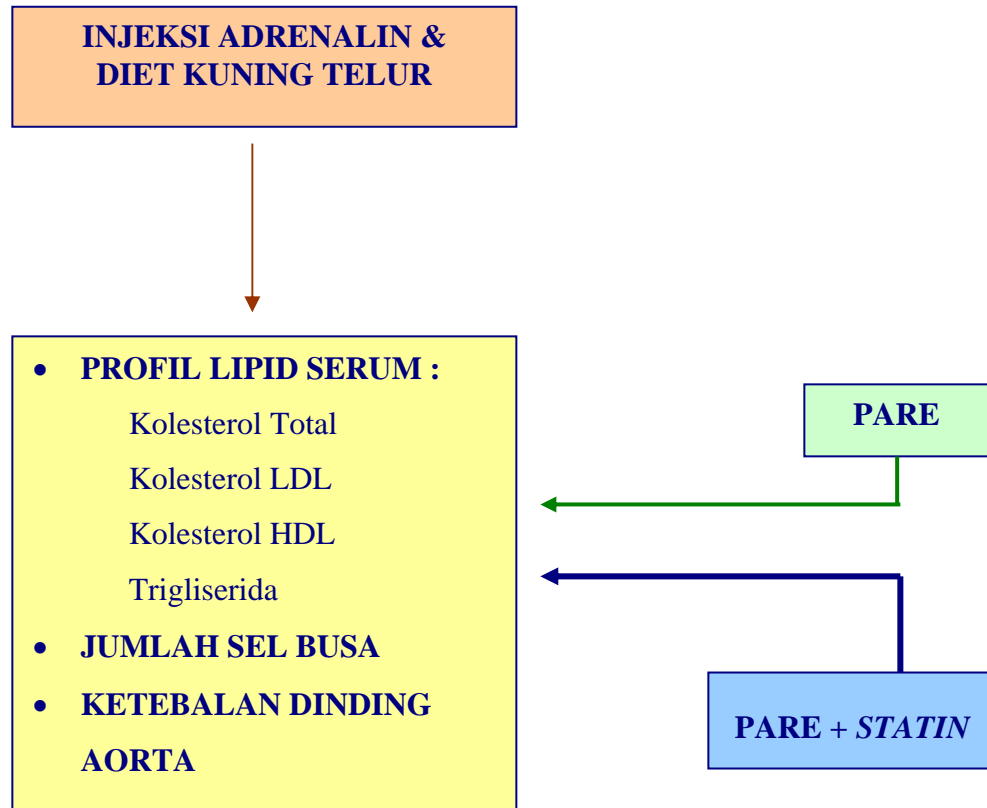 INJEKSI ADRENALIN &
DIET KUNING TELUR
• PROFIL LIPID SERUM :
Kolesterol Total
Kolesterol LDL
Kolesterol HDL
Trigliserida
• JUMLAH SEL BUSA
• KETEBALAN DINDING
AORTA
PARE
PARE + STATIN